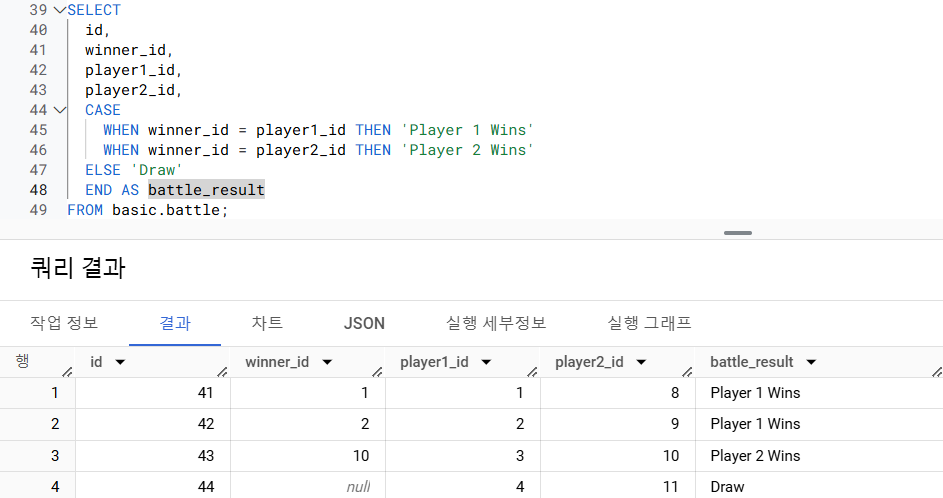 39 SELECT
40 id,
41 winner_id,
42 player1_id,
43 player2_id,
44 CASE
45 WHEN winner_id = player1_id THEN 'Player 1 Wins'
46 WHEN winner_id = player2_id THEN 'Player 2 Wins'
47 ELSE 'Draw'
48 END AS battle_result
49 FROM basic.battle;
쿼리 결과
작업 정보 결과 차트 JSON 실행 세부정보 실행 그래프
행 id winner_id player1_id player2_id battle_result
1 41 1 1 8 Player 1 Wins
2 42 2 2 9 Player 1 Wins
3 43 10 3 10 Player 2 Wins
4 44 null 4 11 Draw